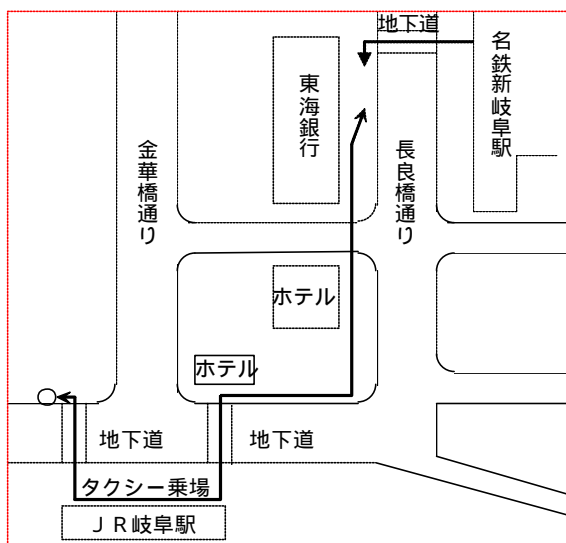 地下道
名鉄新岐阜駅
東海銀行
長良橋通り
金華橋通り
ホテル
ホテル
地下道
地下道
タクシー乗場
ＪＲ岐阜駅